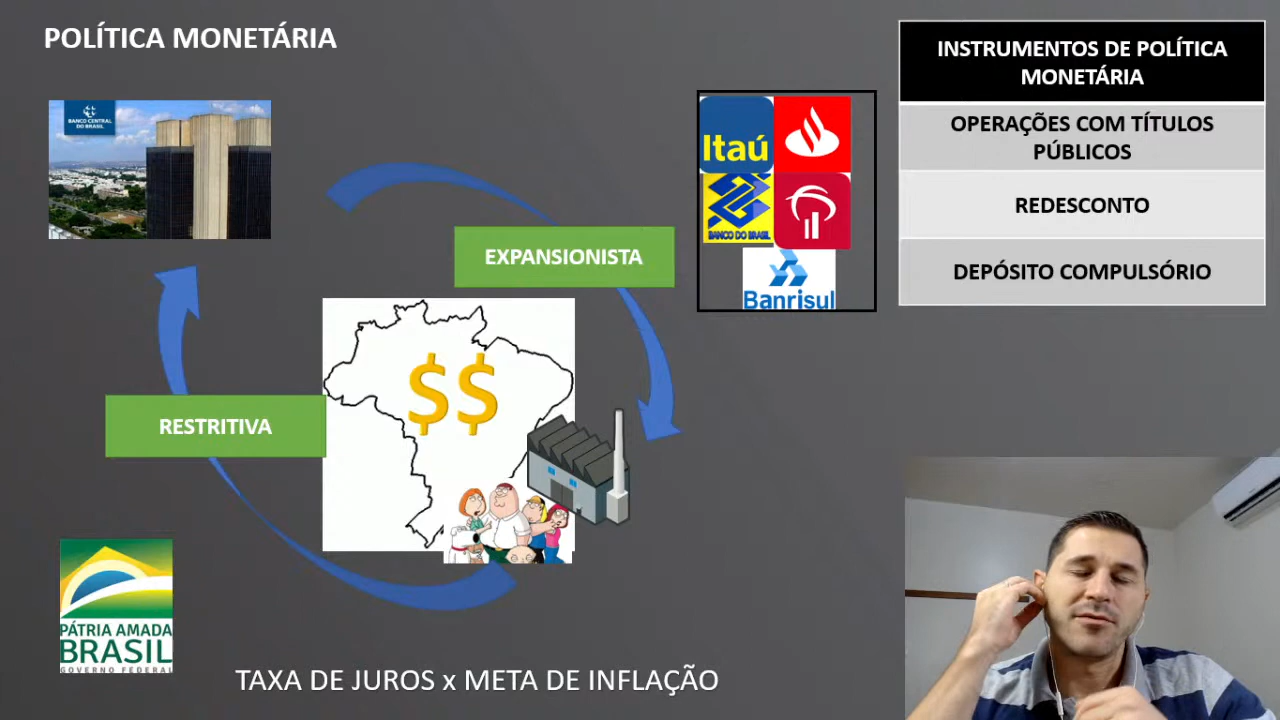 POLÍTICA MONETÁRIA
BANCO CENTRAL
DO BRASIL
Itaú
BANCO DO BRASIL
Banrisul
INSTRUMENTOS DE POLÍTICA
MONETÁRIA
OPERAÇÕES COM TÍTULOS
PÚBLICOS
REDESCONTO
DEPÓSITO COMPULSÓRIO
EXPANSIONISTA
$$
RESTRITIVA
PÁTRIA AMADA
BRASIL
GOVERNO FEDERAL
TAXA DE JUROS x META DE INFLAÇÃO